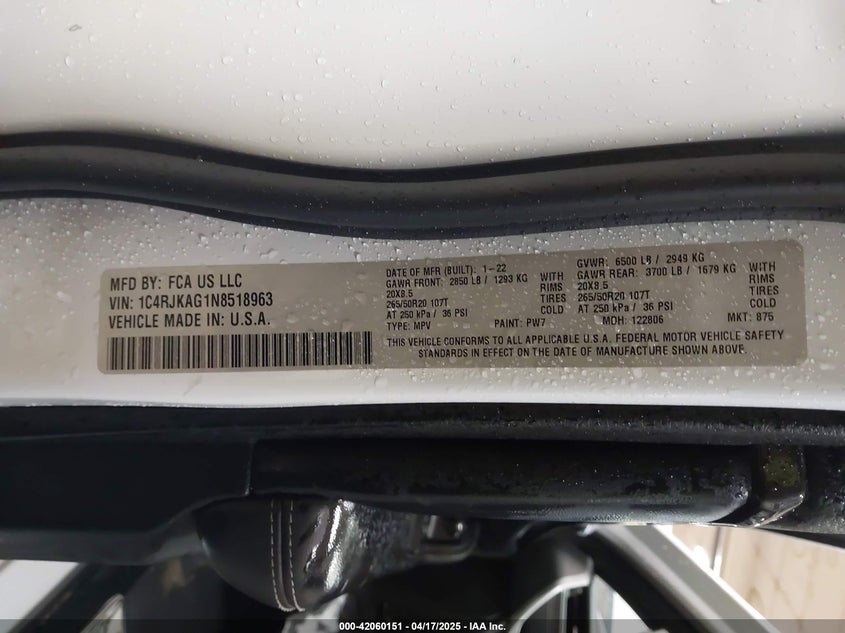 MFD BY: FCA US LLC
VIN: 1C4RJKAG1N8518963
VEHICLE MADE IN: U.S.A.
DATE OF MFR (BUILT): 1-22
GAWR FRONT: 2850 LB / 1293 KG WITH
20X8.5 RIMS
265/50R20 107T TIRES
AT 250 kPa / 36 PSI COLD
TYPE: MPV PAINT: PW7
GVWR: 6500 LB / 2949 KG
GAWR REAR: 3700 LB / 1679 KG WITH
20X8.5 RIMS
265/50R20 107T TIRES
AT 250 kPa / 36 PSI COLD
MOH: 122806 MKT: 875
THIS VEHICLE CONFORMS TO ALL APPLICABLE U.S.A. FEDERAL MOTOR VEHICLE SAFETY
STANDARDS IN EFFECT ON THE DATE OF MANUFACTURE SHOWN ABOVE.
000-42060151 - 04/17/2025 - IAA Inc.